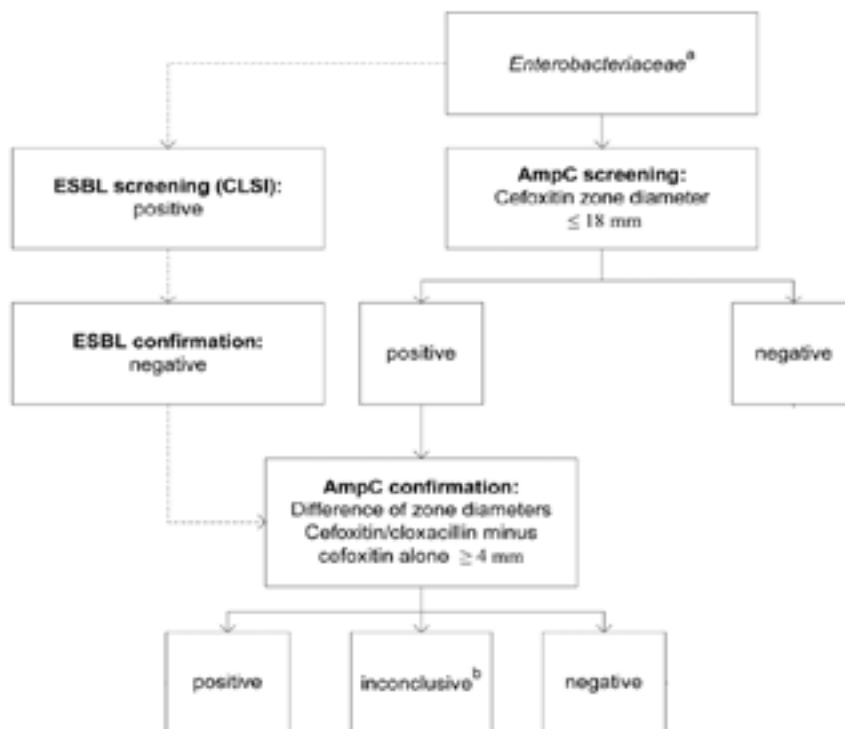 Enterobacteriaceae^a
ESBL screening (CLSI):
positive
AmpC screening:
Cefoxitin zone diameter
≤ 18 mm
ESBL confirmation:
negative
positive
negative
AmpC confirmation:
Difference of zone diameters
Cefoxitin/cloxacillin minus
cefoxitin alone ≥ 4 mm
positive
inconclusive^b
negative